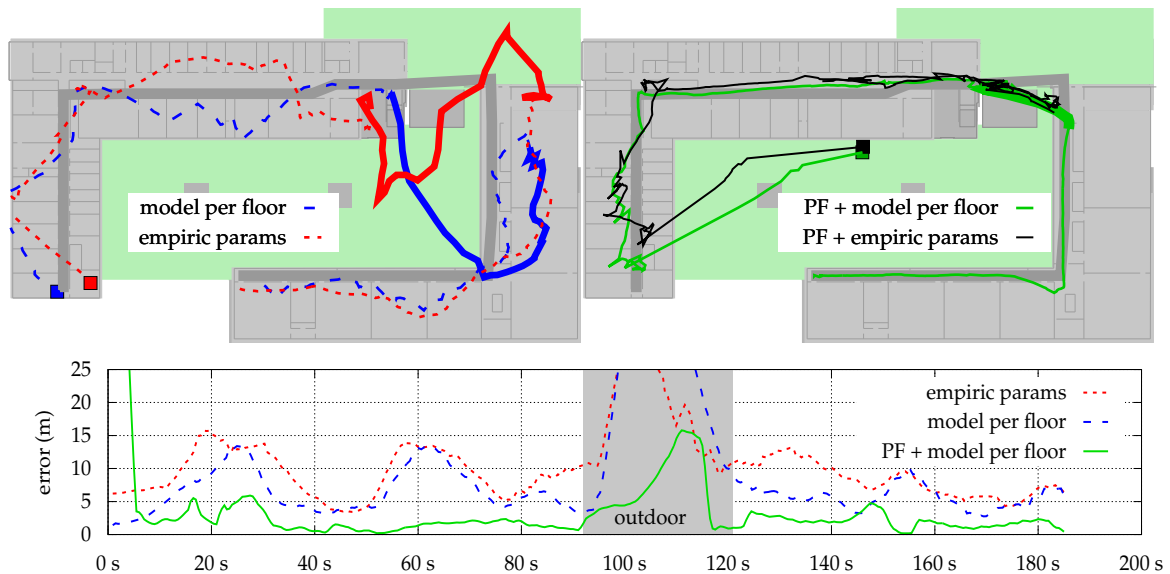 model per floor
empiric params
PF + model per floor
PF + empiric params
25
20
15
10
5
0
error (m)
empiric params
model per floor
PF + model per floor
outdoor
0 s 20 s 40 s 60 s 80 s 100 s 120 s 140 s 160 s 180 s 200 s